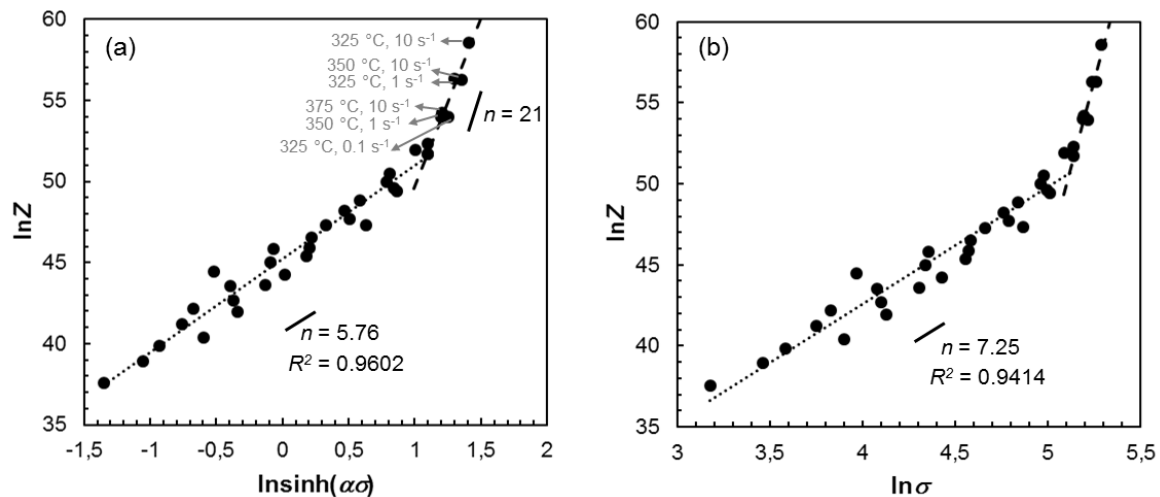 (a)
60
55
50
45
40
35
lnZ
325 °C, 10 s⁻¹
350 °C, 10 s⁻¹
325 °C, 1 s⁻¹
375 °C, 10 s⁻¹
350 °C, 1 s⁻¹
325 °C, 0.1 s⁻¹
n = 21
n = 5.76
R² = 0.9602
-1,5 -1 -0,5 0 0,5 1 1,5 2
lnsinh(ασ)
(b)
60
55
50
45
40
35
lnZ
n = 7.25
R² = 0.9414
3 3,5 4 4,5 5 5,5
lnσ